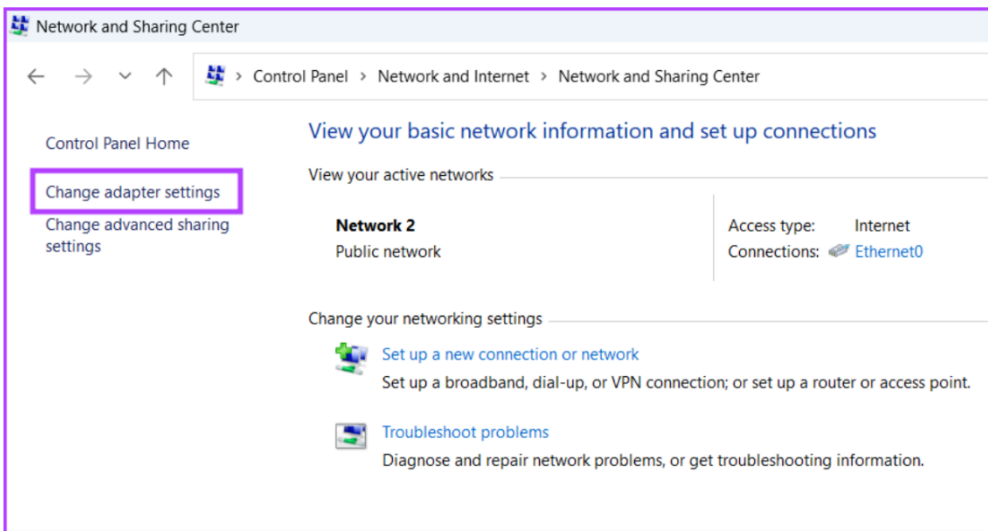 Network and Sharing Center
Control Panel > Network and Internet > Network and Sharing Center
Control Panel Home
Change adapter settings
Change advanced sharing
settings
View your basic network information and set up connections
View your active networks
Network 2
Public network
Access type: Internet
Connections: Ethernet0
Change your networking settings
Set up a new connection or network
Set up a broadband, dial-up, or VPN connection; or set up a router or access point.
Troubleshoot problems
Diagnose and repair network problems, or get troubleshooting information.